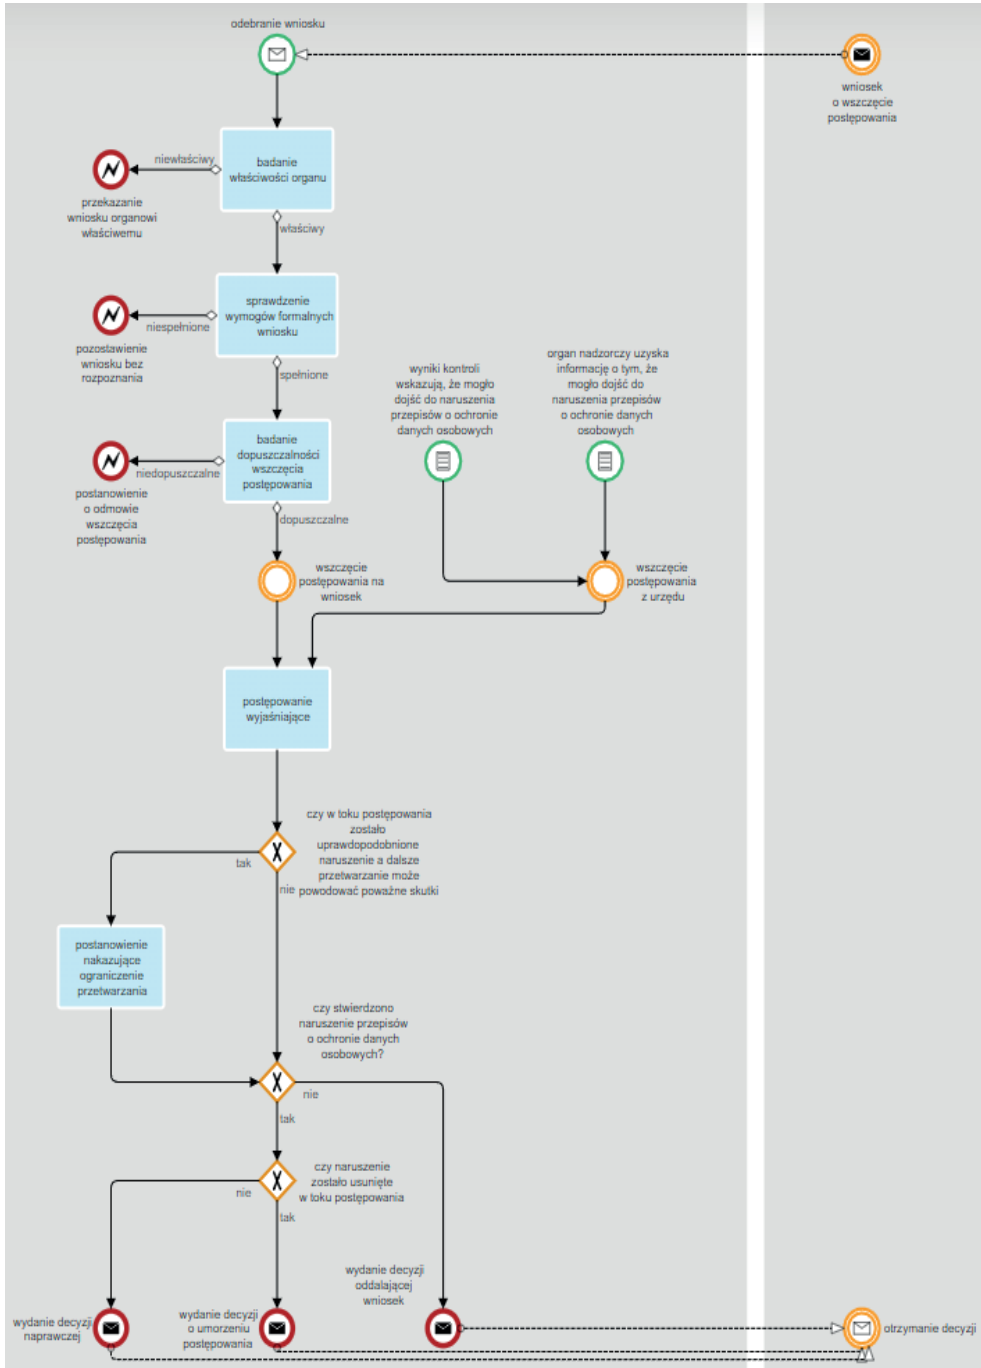 odebranie wniosku
wniosek
o wszczęcie
postępowania
badanie
właściwości organu
niewłaściwy
przekazanie
wniosku organowi
właściwemu
właściwy
sprawdzenie
wymogów formalnych
wniosku
niespełnione
pozostawienie
wniosku bez
rozpoznania
spełnione
wyniki kontroli
wskazują, że mogło
dojść do naruszenia
przepisów o ochronie
danych osobowych
organ nadzorczy uzyska
informację o tym, że
mogło dojść do
naruszenia przepisów
o ochronie danych
osobowych
badanie
dopuszczalności
wszczęcia
postępowania
niedopuszczalne
postanowienie
o odmowie
wszczęcia
postępowania
dopuszczalne
wszczęcie
postępowania na
wniosek
wszczęcie
postępowania
z urzędu
postępowanie
wyjaśniające
czy w toku postępowania
zostało
uprawdopodobnione
naruszenie a dalsze
przetwarzanie może
powodować poważne skutki
tak
nie
postanowienie
nakazujące
ograniczenie
przetwarzania
czy stwierdzono
naruszenie przepisów
o ochronie danych
osobowych?
nie
tak
czy naruszenie
zostało usunięte
w toku postępowania
nie
tak
wydanie decyzji
oddalającej
wniosek
wydanie decyzji
naprawczej
wydanie decyzji
o umorzeniu
postępowania
otrzymanie decyzji